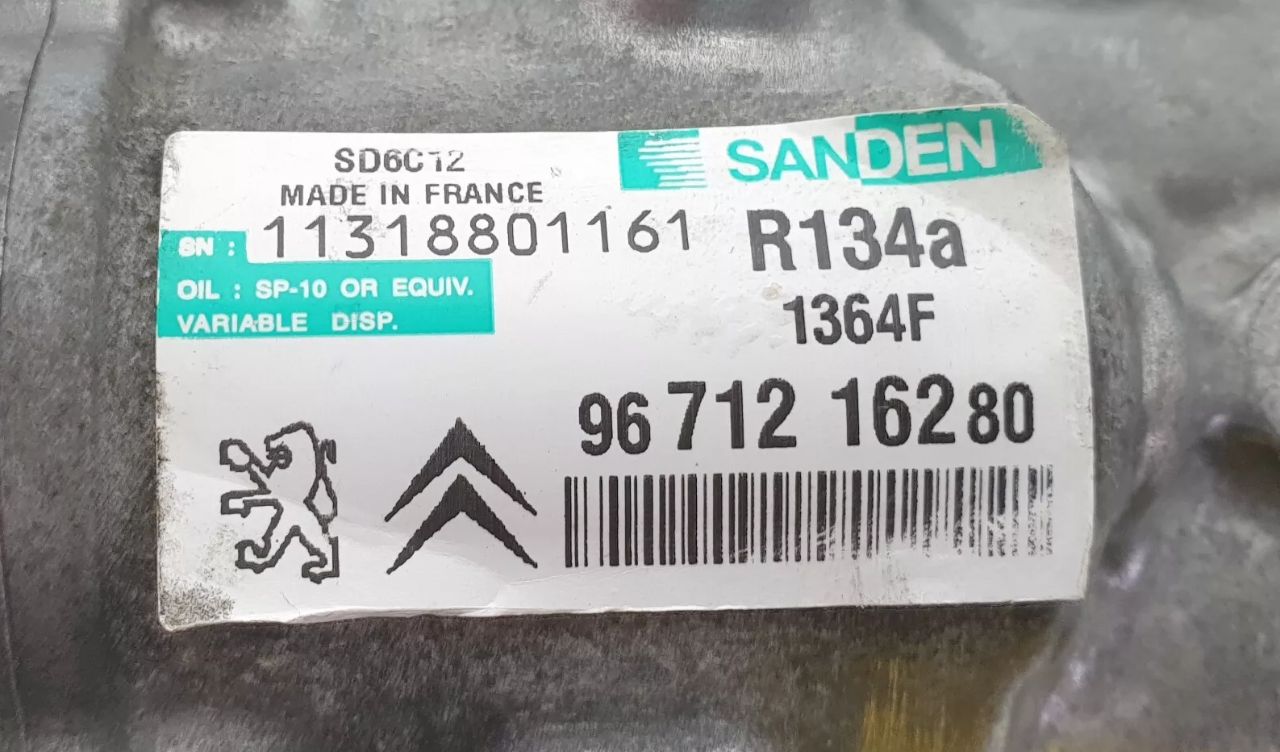 SD6C12
MADE IN FRANCE
SANDEN
SN : 11318801161
R134a
OIL : SP-10 OR EQUIV.
VARIABLE DISP.
1364F
96 712 162 80